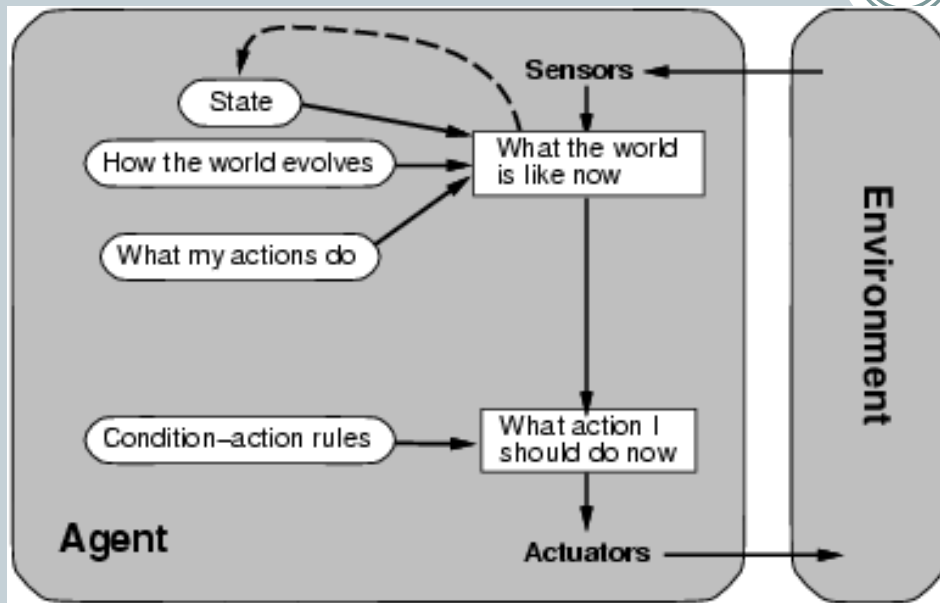 Sensors
State
What the world
is like now
How the world evolves
What my actions do
Condition–action rules
What action I
should do now
Agent
Actuators
Environment